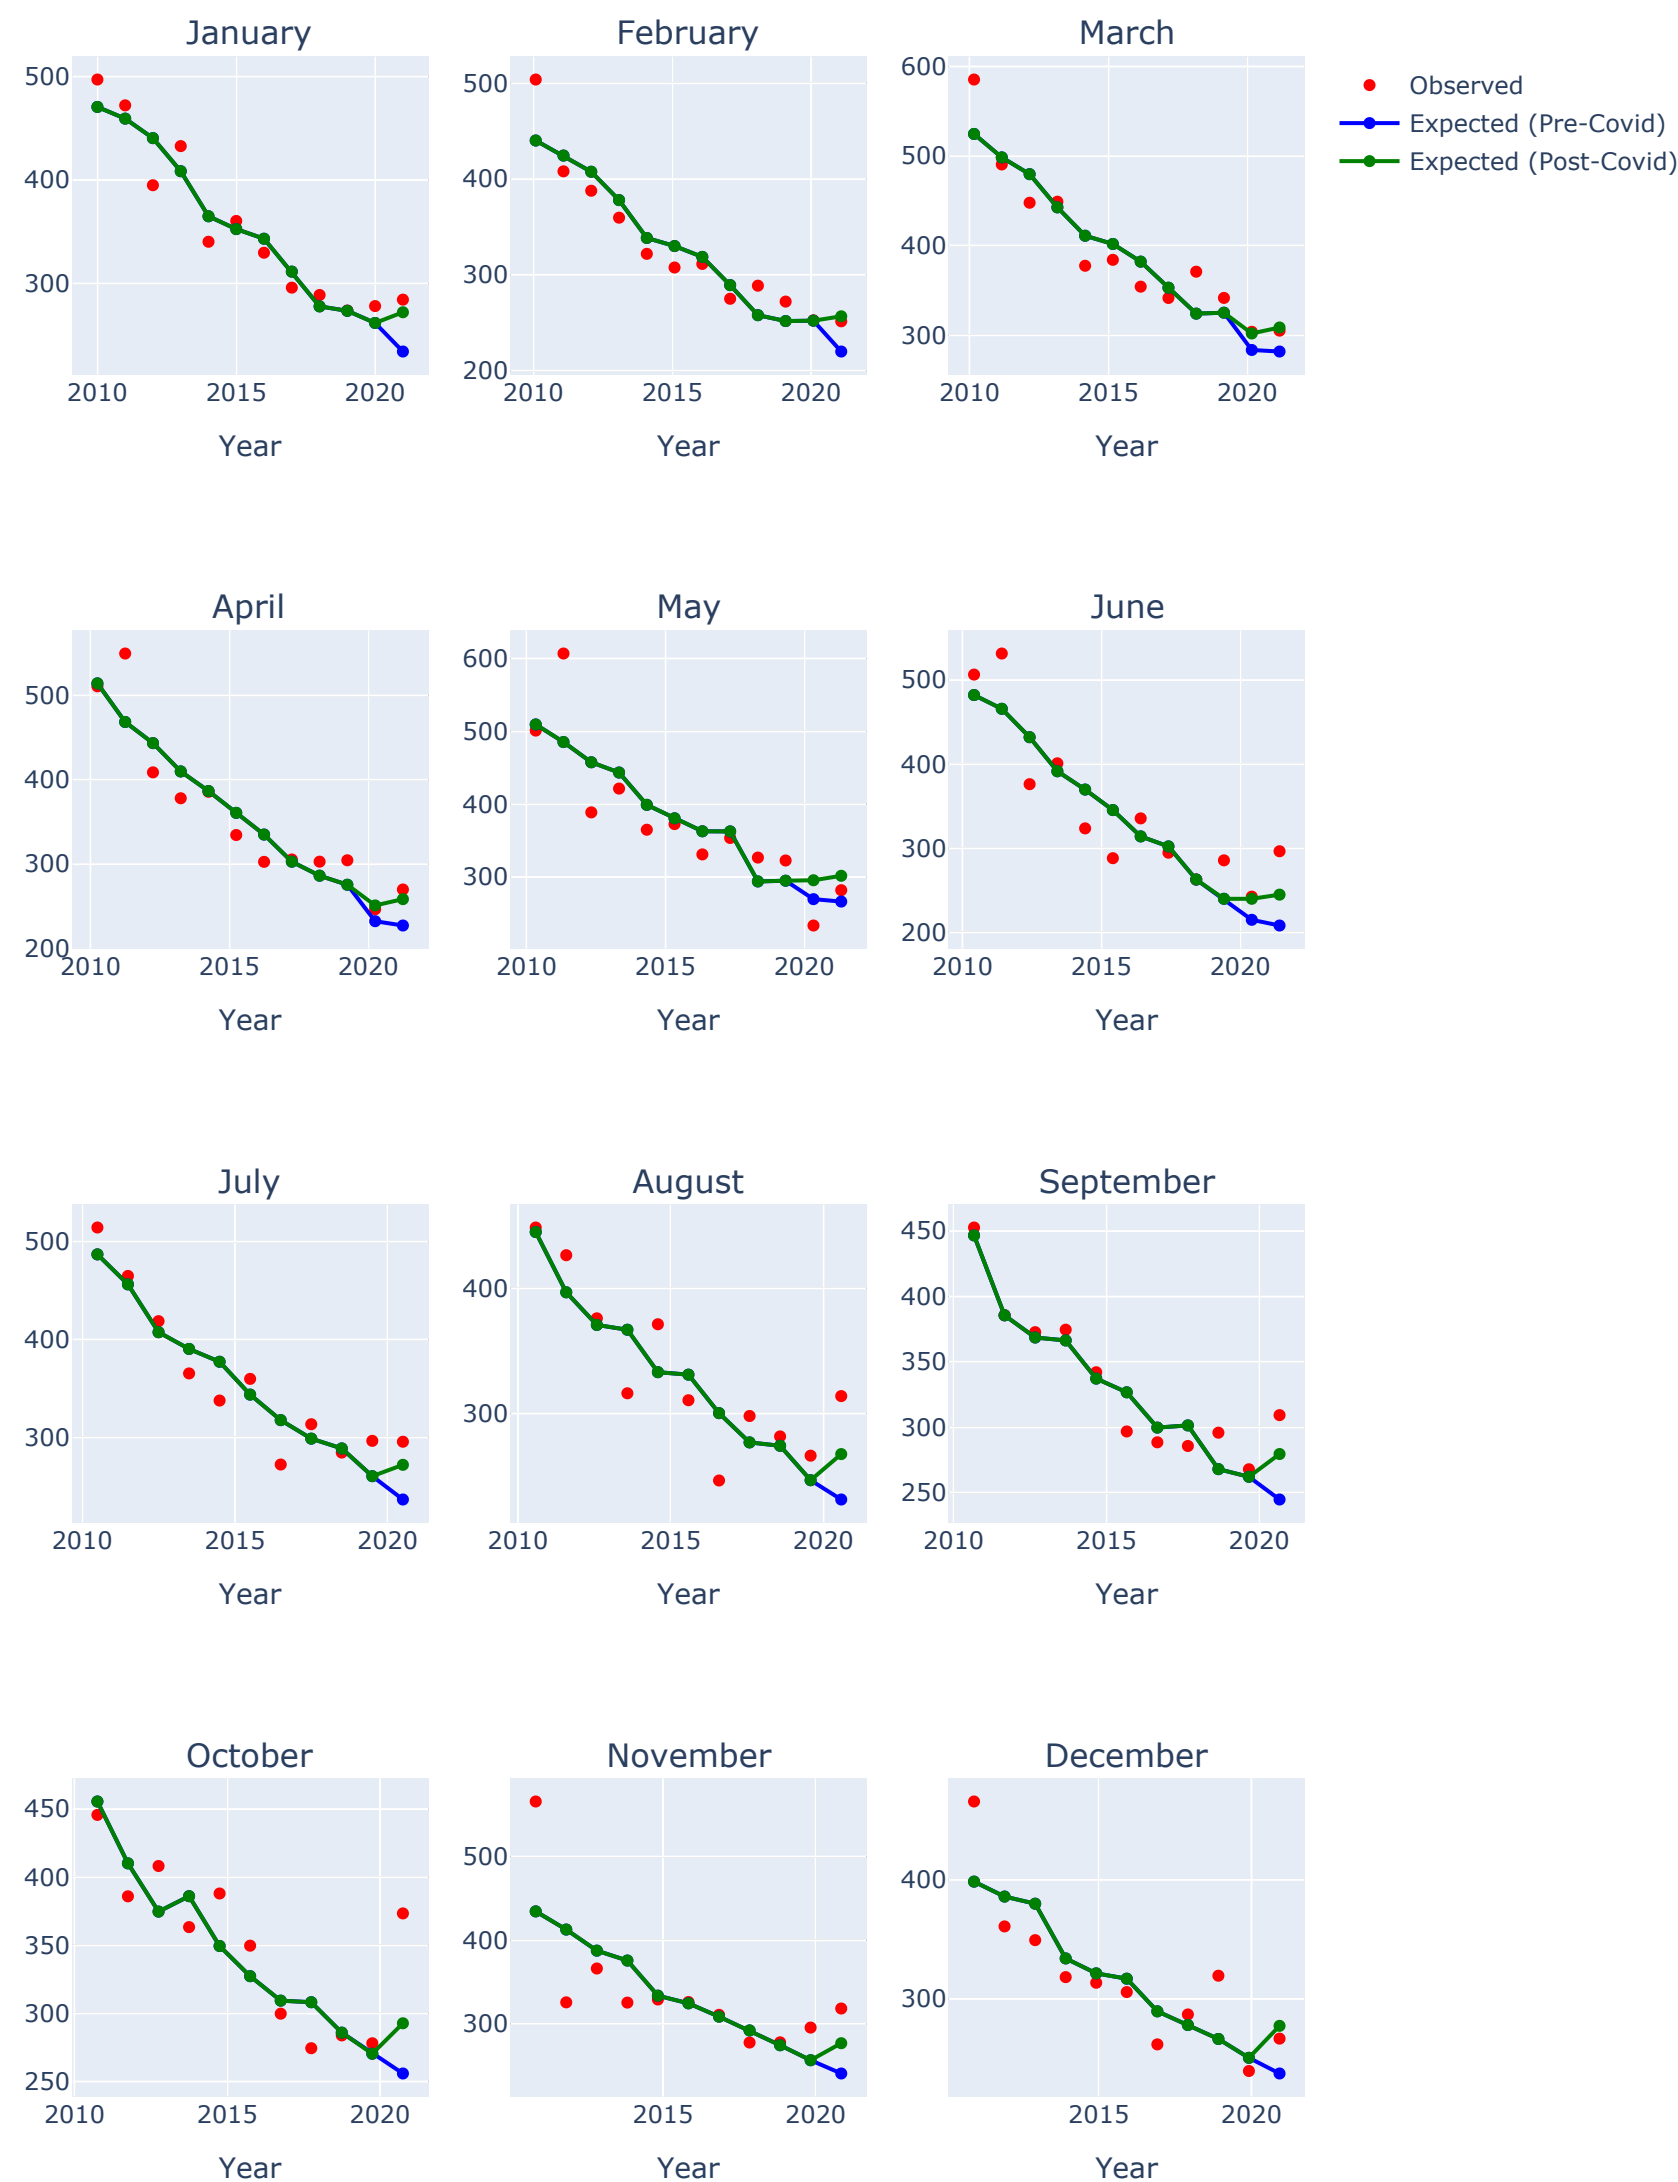 January
February
March
500
400
300
2010
2015
2020
Year
500
400
300
200
2010
2015
2020
Year
600
500
400
300
2010
2015
2020
Year
Observed
Expected (Pre-Covid)
Expected (Post-Covid)
April
May
June
500
400
300
200
2010
2015
2020
Year
600
500
400
300
2010
2015
2020
Year
500
400
300
200
2010
2015
2020
Year
July
August
September
500
400
300
2010
2015
2020
Year
400
300
2010
2015
2020
Year
450
400
350
300
250
2010
2015
2020
Year
October
November
December
450
400
350
300
250
2010
2015
2020
Year
500
400
300
2015
2020
Year
400
300
2015
2020
Year